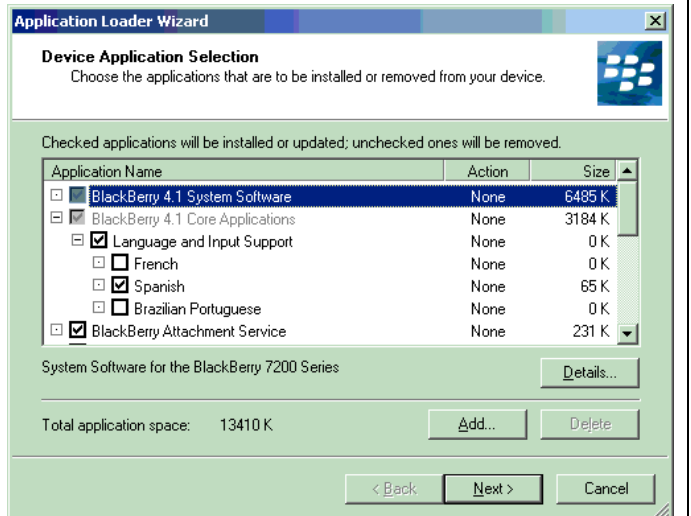 Application Loader Wizard
Device Application Selection
Choose the applications that are to be installed or removed from your device.
Checked applications will be installed or updated; unchecked ones will be removed.
Application Name Action Size
BlackBerry 4.1 System Software None 6485 K
BlackBerry 4.1 Core Applications None 3184 K
Language and Input Support None 0 K
French None 0 K
Spanish None 65 K
Brazilian Portuguese None 0 K
BlackBerry Attachment Service None 231 K
System Software for the BlackBerry 7200 Series
Details...
Total application space: 13410 K
Add...
Delete
< Back
Next >
Cancel